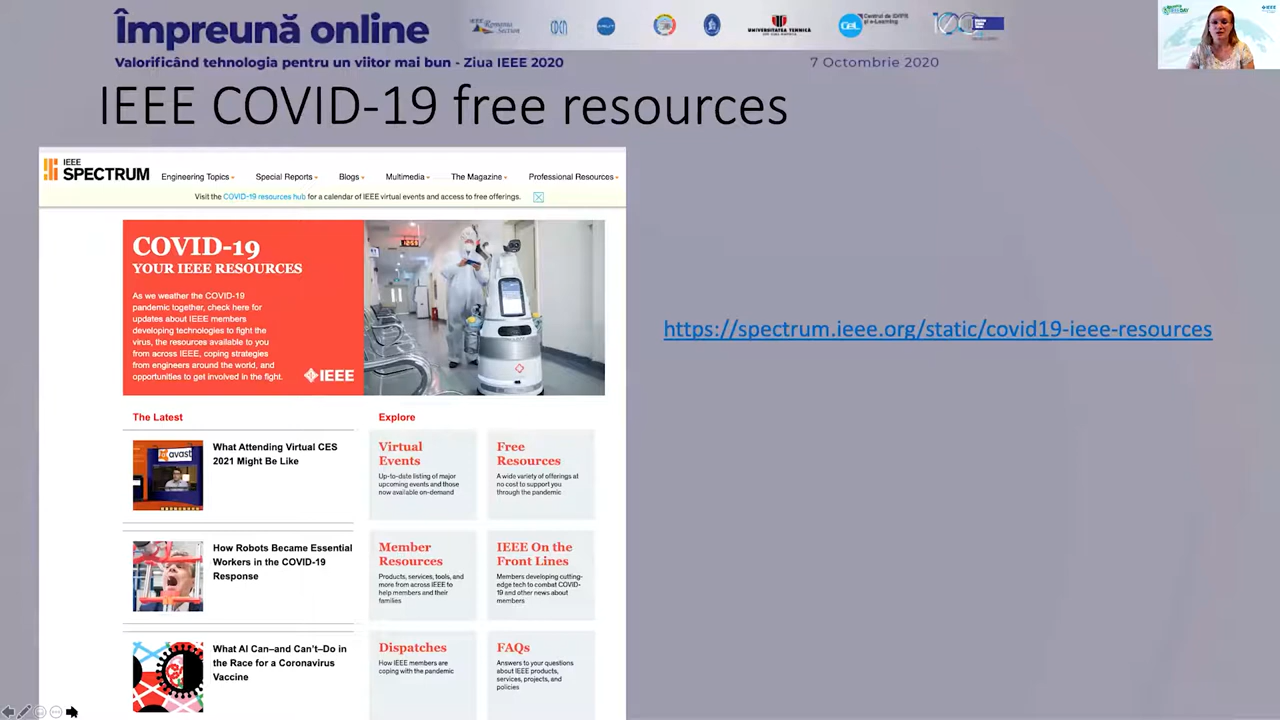 Împreună online
Valorificând tehnologia pentru un viitor mai bun - Ziua IEEE 2020
7 Octombrie 2020
UNIVERSITATEA TEHNICA
IEEE COVID-19 free resources
IEEE
SPECTRUM
Engineering Topics
Special Reports
Blogs
Multimedia
The Magazine
Professional Resources
Visit the COVID-19 resources hub for a calendar of IEEE virtual events and access to free offerings.
COVID-19
YOUR IEEE RESOURCES
As we weather the COVID-19
pandemic together, check here for
updates about IEEE members
developing technologies to fight the
virus, the resources available to you
from across IEEE, coping strategies
from engineers around the world, and
opportunities to get involved in the fight.
IEEE
https://spectrum.ieee.org/static/covid19-ieee-resources
The Latest
avast
What Attending Virtual CES
2021 Might Be Like
How Robots Became Essential
Workers in the COVID-19
Response
What AI Can–and Can't–Do in
the Race for a Coronavirus
Vaccine
Explore
Virtual
Events
Up-to-date listing of major
upcoming events and those
now available on-demand
Free
Resources
A wide variety of offerings at
no cost to support you
through the pandemic
Member
Resources
Products, services, tools, and
more from across IEEE to
help members and their
families
IEEE On the
Front Lines
Members developing cutting-
edge tech to combat COVID-
19 and other news about
members
Dispatches
How IEEE members are
coping with the pandemic
FAQs
Answers to your questions
about IEEE products,
services, projects, and
policies